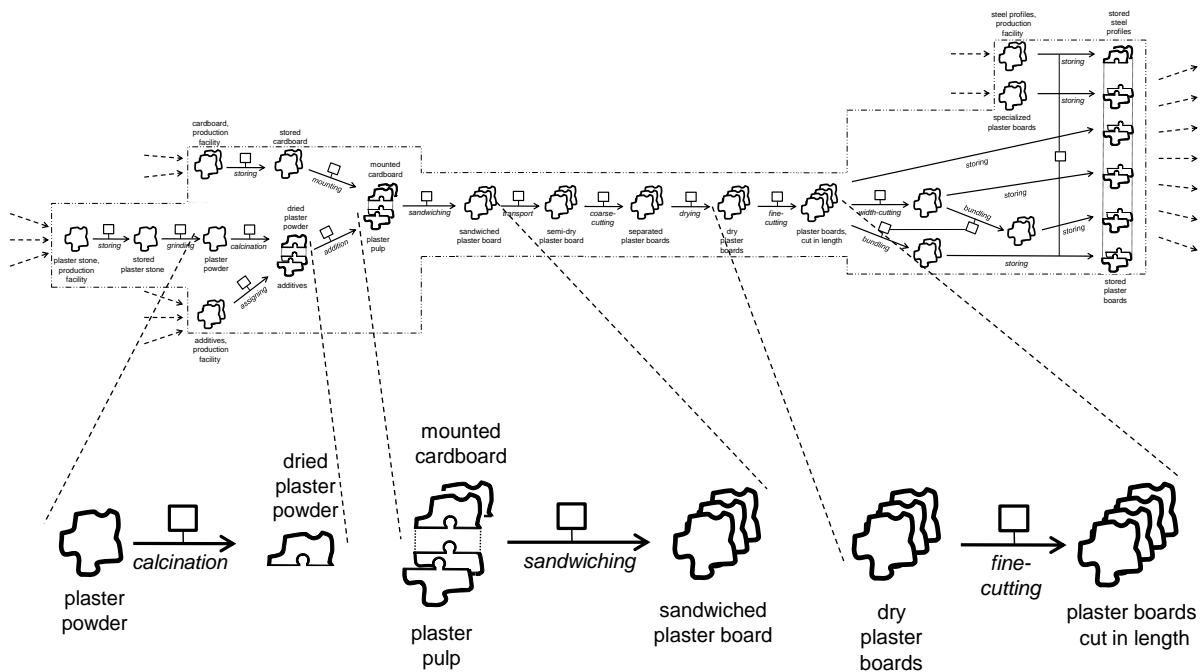 steel profiles,
production
facility
stored
steel
profiles
storing
storing
specialized
plaster boards
cardboard,
production
facility
stored
cardboard
storing
mounting
mounted
cardboard
storing
storing
dried
plaster
powder
sandwiching
transport
coarse-
cutting
drying
fine-
cutting
width-cutting
bundling
storing
addition
sandwiched
plaster board
semi-dry
plaster board
separated
plaster boards
dry
plaster
boards
plaster boards,
cut in length
bundling
storing
plaster
pulp
storing
grinding
calcination
plaster stone,
production
facility
stored
plaster stone
plaster
powder
additives
assigning
stored
plaster
boards
additives,
production
facility
mounted
cardboard
dried
plaster
powder
calcination
sandwiching
fine-
cutting
plaster
powder
plaster
pulp
sandwiched
plaster board
dry
plaster
boards
plaster boards
cut in length